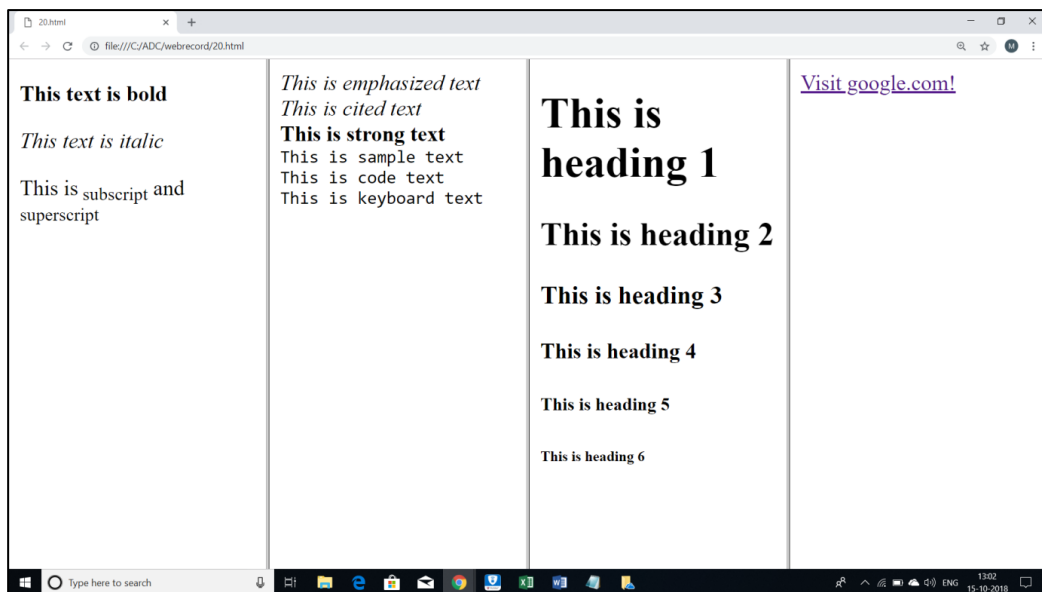 20.html
file:///C:/ADC/webrecord/20.html
M
This text is bold
This text is italic
This is subscript and
superscript
This is emphasized text
This is cited text
This is strong text
This is sample text
This is code text
This is keyboard text
This is
heading 1
This is heading 2
This is heading 3
This is heading 4
This is heading 5
This is heading 6
Visit google.com!
Type here to search
ENG
13:02
15-10-2018